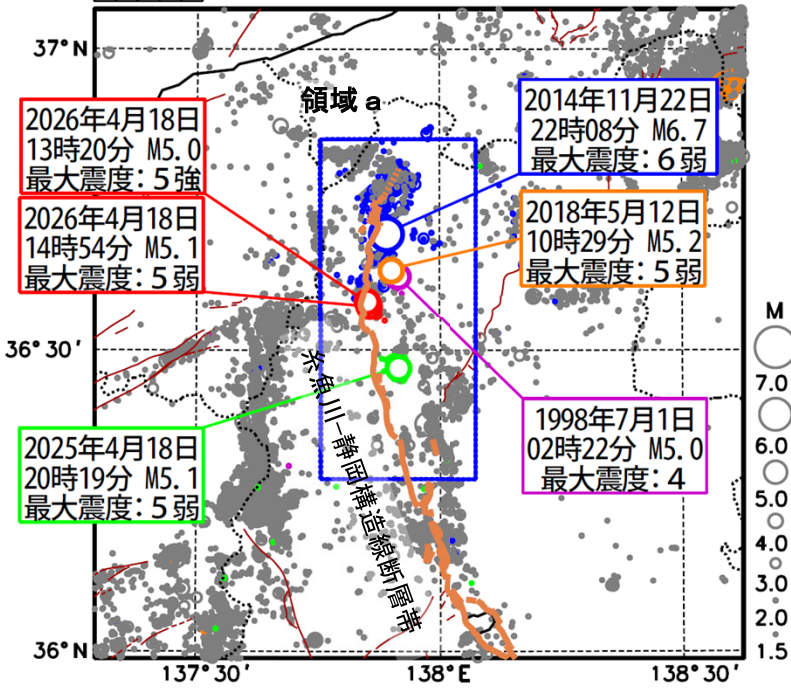 37°N
領域 a
2026年4月18日
13時20分 M5.0
最大震度:5強
2014年11月22日
22時08分 M6.7
最大震度:6弱
2026年4月18日
14時54分 M5.1
最大震度:5弱
2018年5月12日
10時29分 M5.2
最大震度:5弱
36°30′
糸魚川-静岡構造線断層帯
2025年4月18日
20時19分 M5.1
最大震度:5弱
1998年7月1日
02時22分 M5.0
最大震度:4
M
7.0
6.0
5.0
4.0
3.0
2.0
1.5
36°N
137°30′
138°E
138°30′